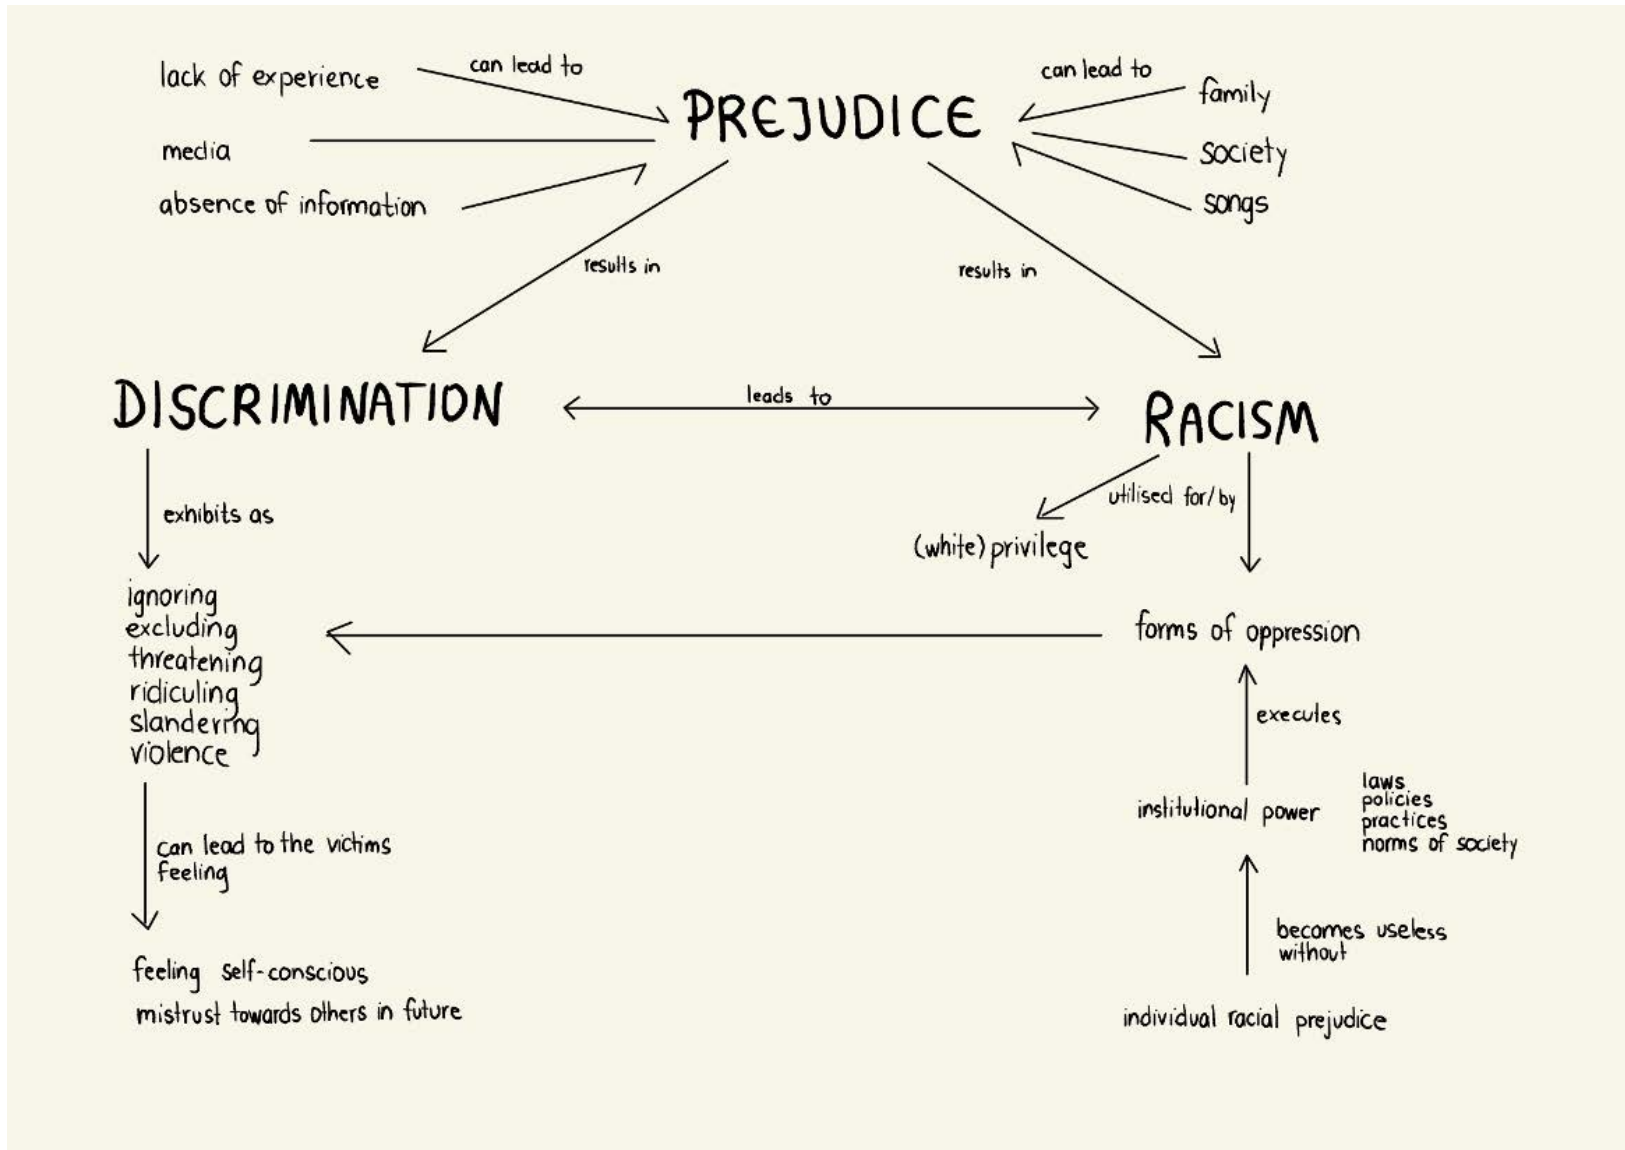 lack of experience
can lead to
can lead to
family
PREJUDICE
media
society
absence of information
songs
results in
results in
DISCRIMINATION
leads to
RACISM
exhibits as
utilised for/by
(white) privilege
ignoring
excluding
threatening
ridiculing
slandering
violence
forms of oppression
executes
institutional power
laws
policies
practices
norms of society
can lead to the victims
feeling
becomes useless
without
feeling self-conscious
mistrust towards others in future
individual racial prejudice